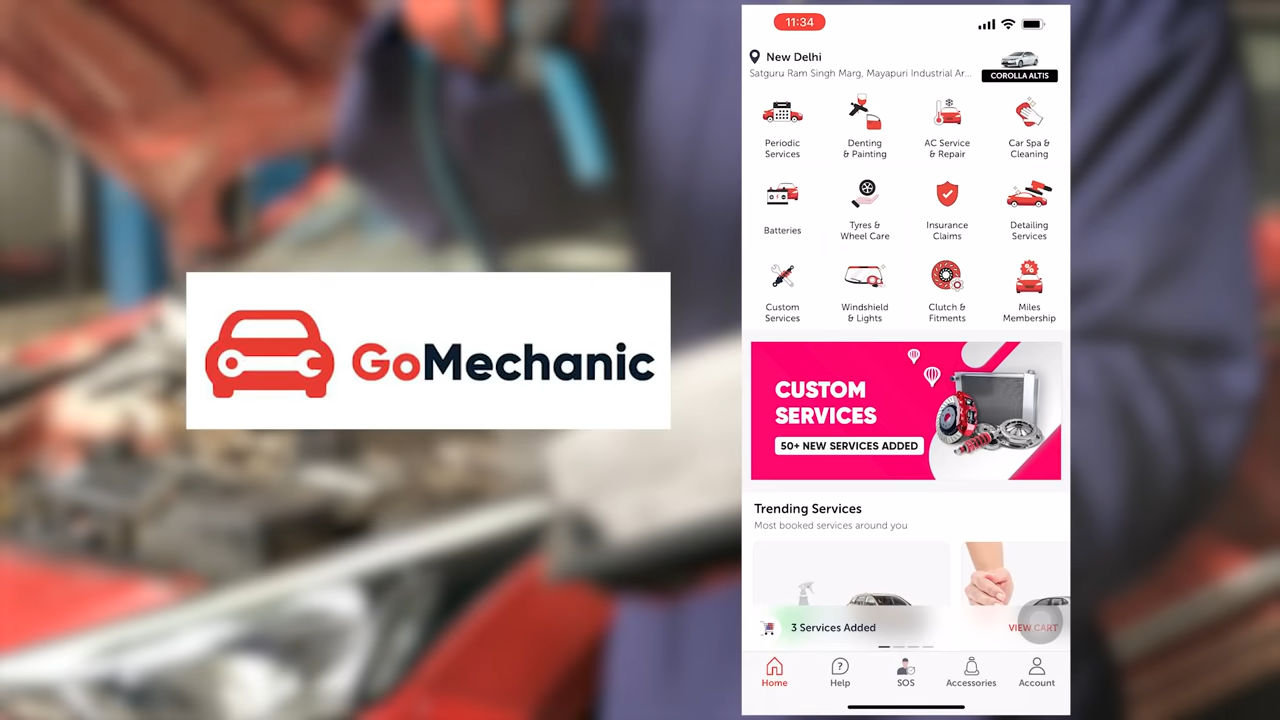 GoMechanic
11:34
New Delhi
Satguru Ram Singh Marg, Mayapuri Industrial Ar...
COROLLA ALTIS
Periodic
Services
Denting
& Painting
AC Service
& Repair
Car Spa &
Cleaning
Batteries
Tyres &
Wheel Care
Insurance
Claims
Detailing
Services
Custom
Services
Windshield
& Lights
Clutch &
Fitments
Miles
Membership
CUSTOM
SERVICES
50+ NEW SERVICES ADDED
Trending Services
Most booked services around you
3 Services Added
VIEW CART
Home
Help
SOS
Accessories
Account